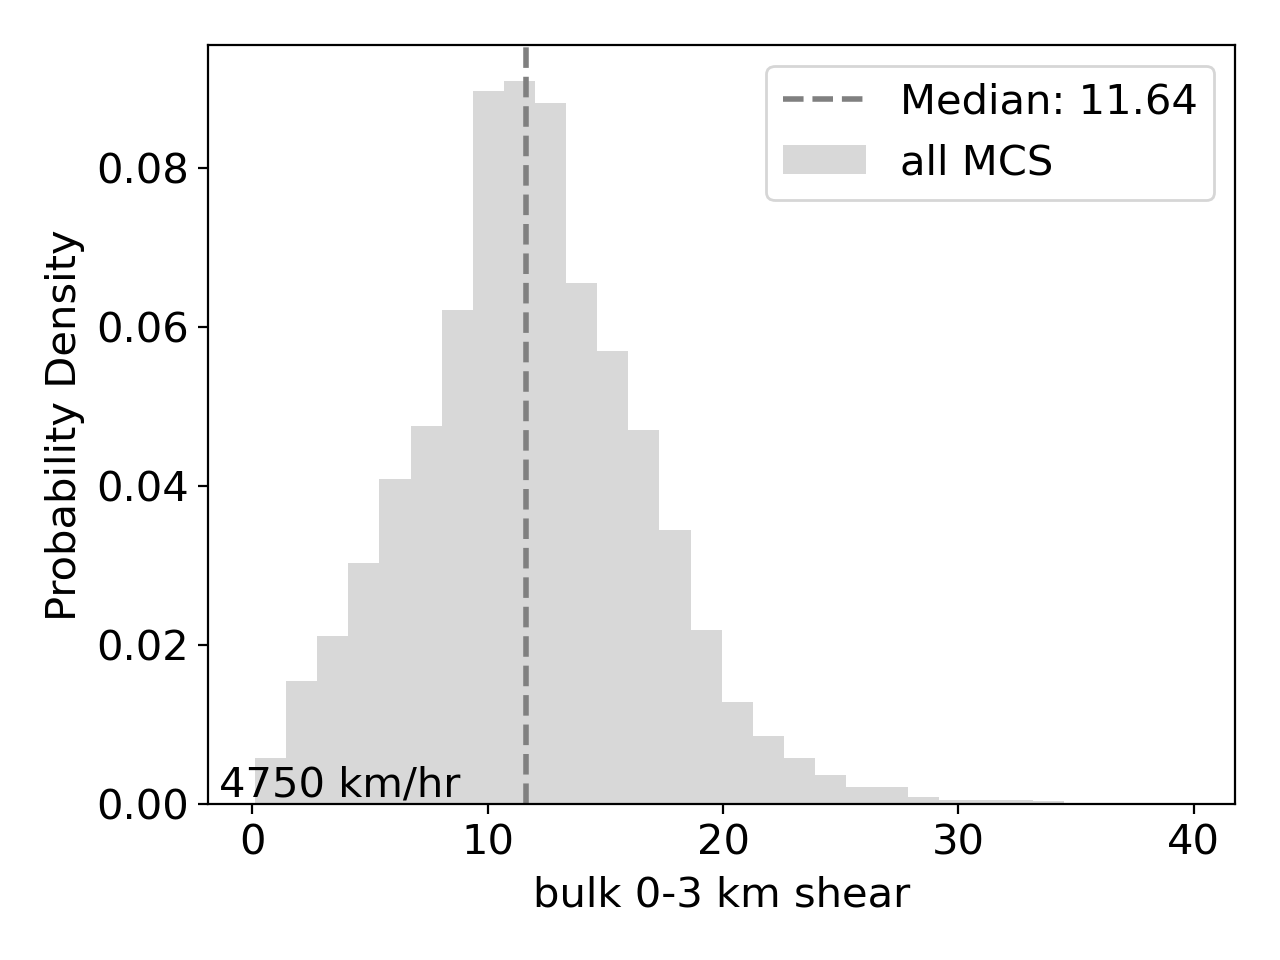 Median: 11.64
all MCS
0.08
0.06
0.04
0.02
0.00
Probability Density
4750 km/hr
0 10 20 30 40
bulk 0-3 km shear